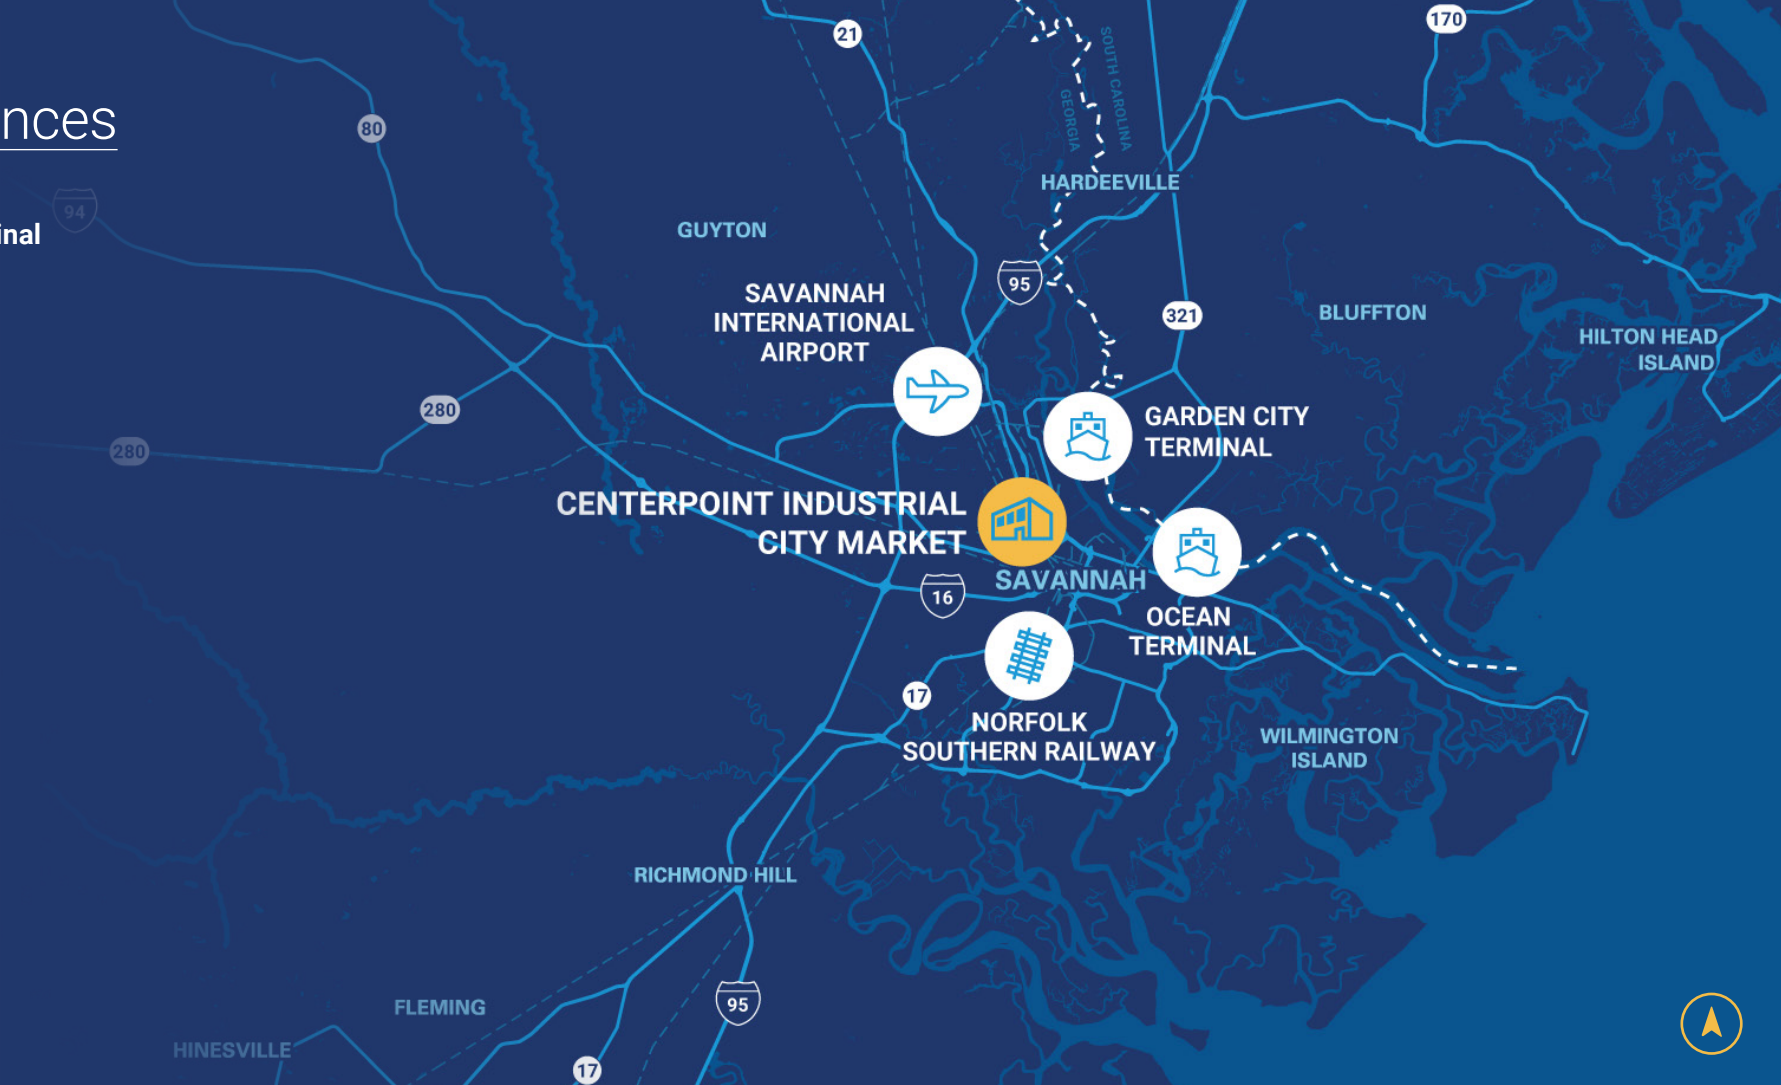 nces
inal
21
170
80
94
SOUTH CAROLINA
GEORGIA
HARDEEVILLE
GUYTON
95
SAVANNAH
INTERNATIONAL
AIRPORT
321
BLUFFTON
HILTON HEAD
ISLAND
280
280
GARDEN CITY
TERMINAL
CENTERPOINT INDUSTRIAL
CITY MARKET
SAVANNAH
16
OCEAN
TERMINAL
17
NORFOLK
SOUTHERN RAILWAY
WILMINGTON
ISLAND
RICHMOND HILL
95
FLEMING
HINESVILLE
17